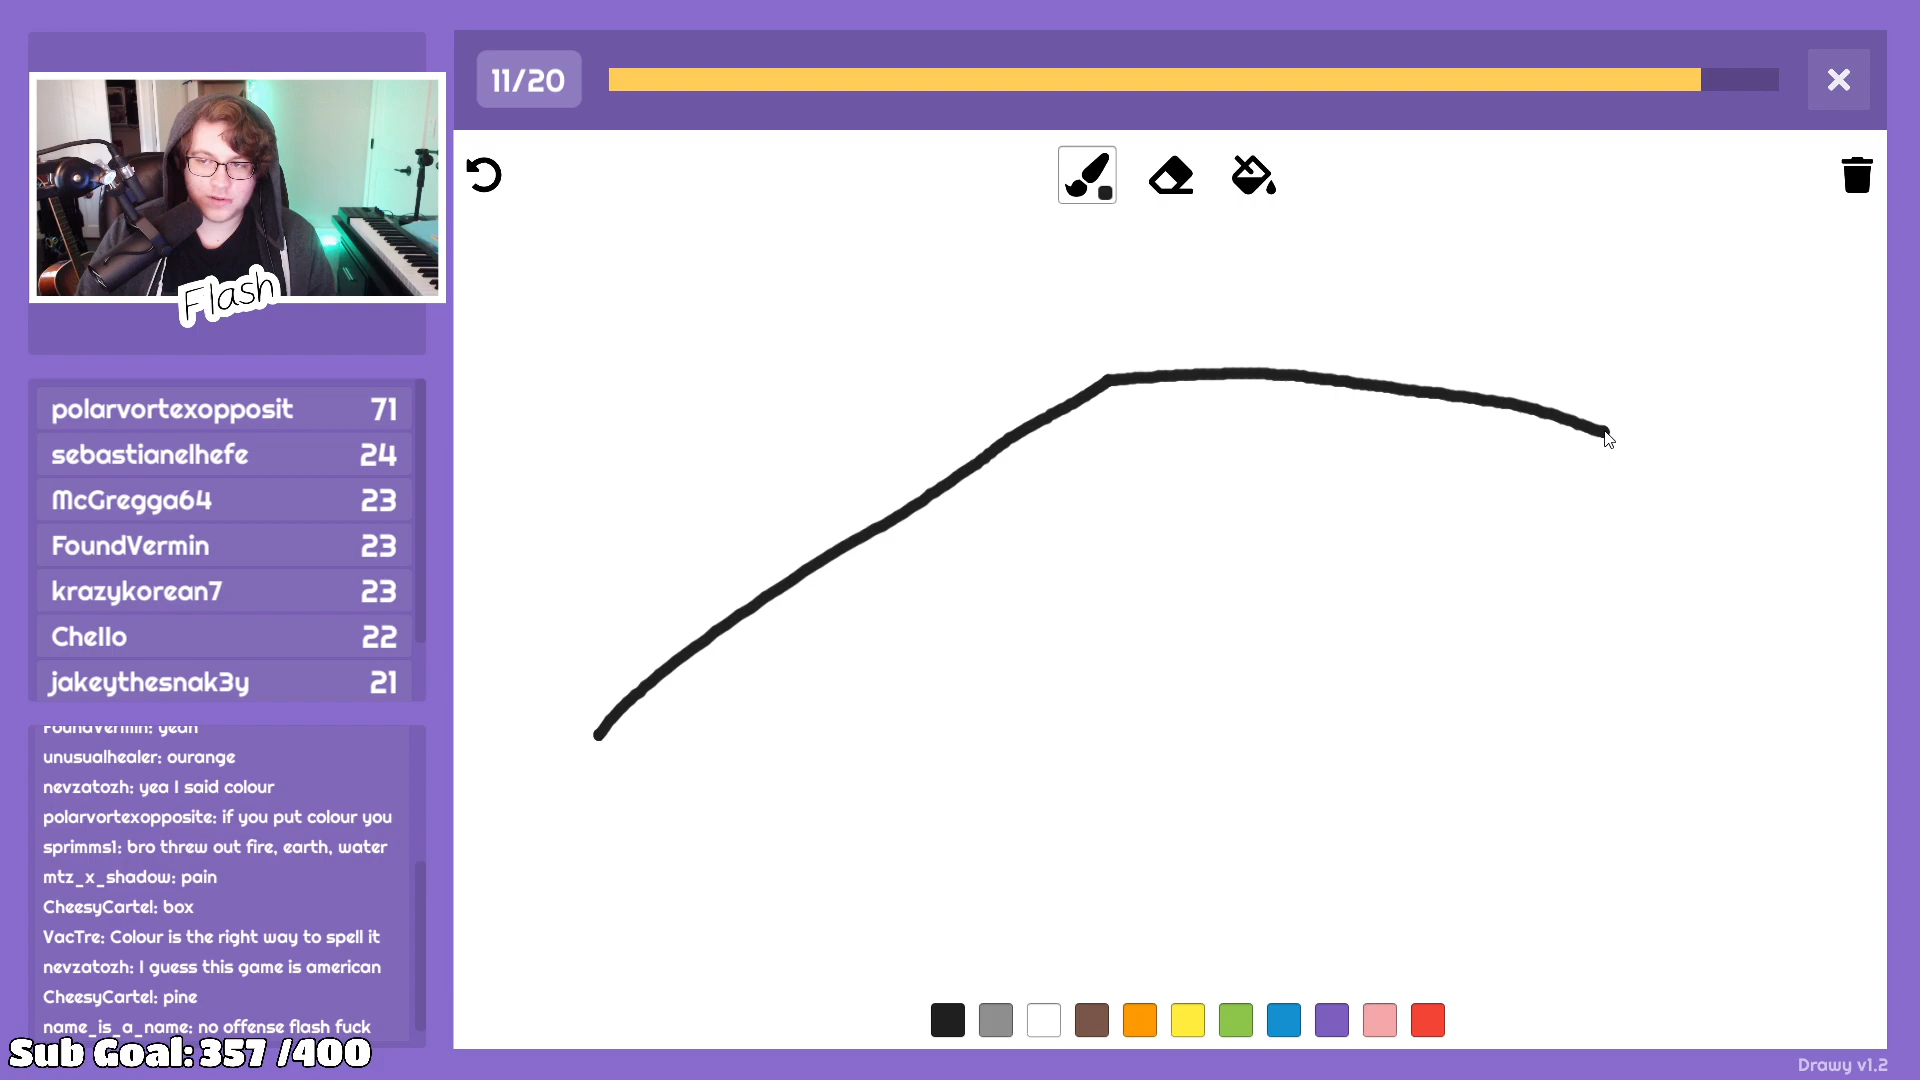 11/20
Flash
polarvortexopposit 71
sebastianelhefe 24
McGregga64 23
FoundVermin 23
krazykorean7 23
Chello 22
jakeythesnak3y 21
FoundVermin: yeah
unusualhealer: ourange
nevzatozh: yea I said colour
polarvortexopposite: if you put colour you
sprimms1: bro threw out fire, earth, water
mtz_x_shadow: pain
CheesyCartel: box
VacTre: Colour is the right way to spell it
nevzatozh: I guess this game is american
CheesyCartel: pine
name_is_a_name: no offense flash fuck
Sub Goal: 357 /400
Drawy v1.2